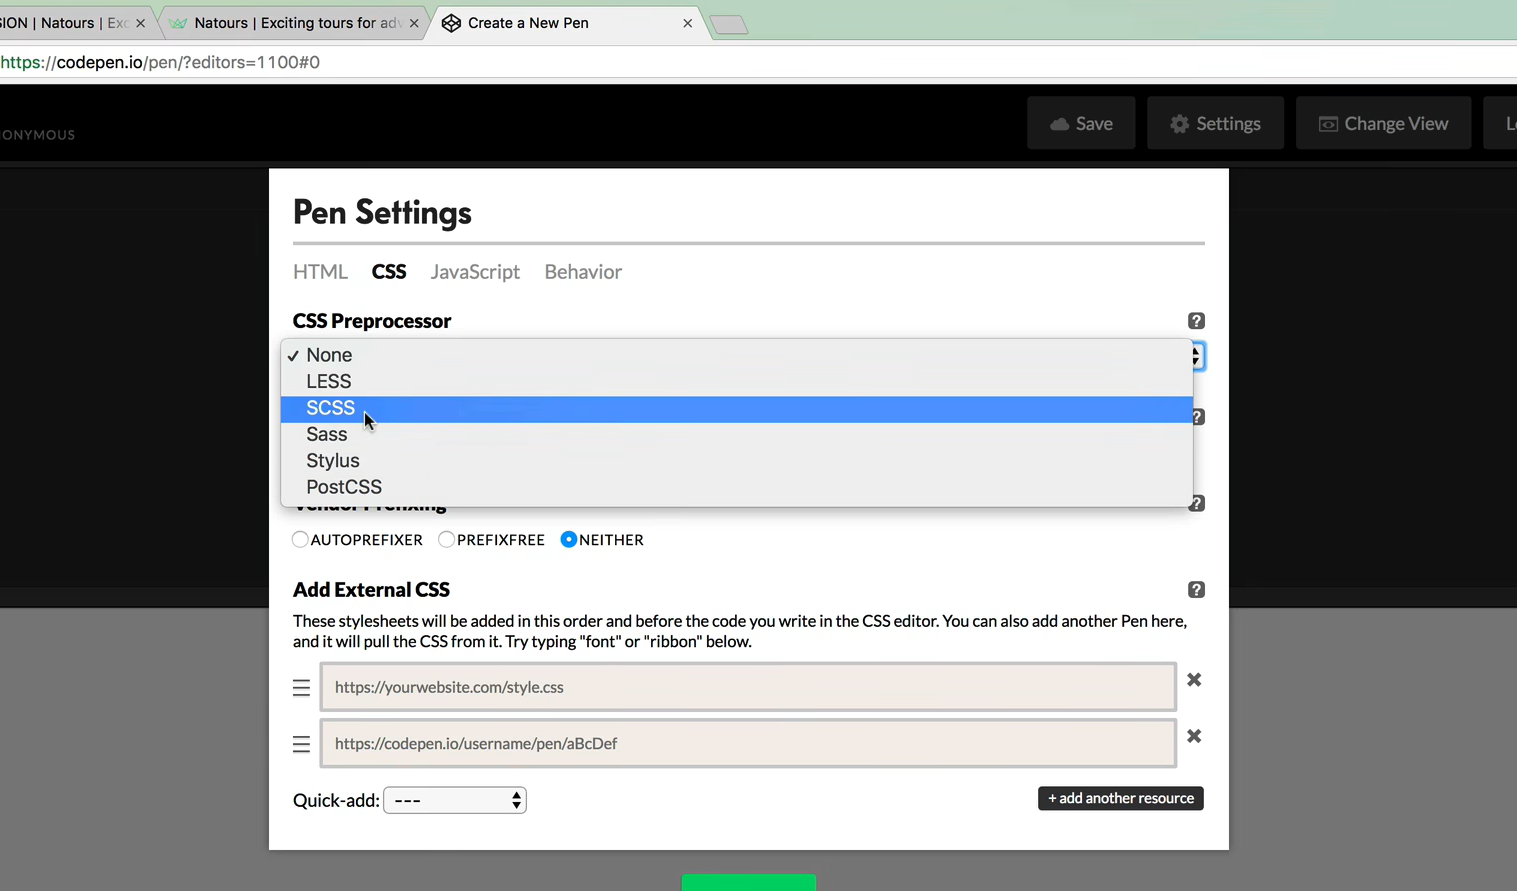 SION | Natours | Exc
Natours | Exciting tours for adv
Create a New Pen
https://codepen.io/pen/?editors=1100#0
ONYMOUS
Save
Settings
Change View
Pen Settings
HTML CSS JavaScript Behavior
CSS Preprocessor ?
✓ None
LESS
SCSS
?
Sass
Stylus
PostCSS
Vendor Prefixing ?
AUTOPREFIXER PREFIXFREE NEITHER
Add External CSS ?
These stylesheets will be added in this order and before the code you write in the CSS editor. You can also add another Pen here,
and it will pull the CSS from it. Try typing "font" or "ribbon" below.
https://yourwebsite.com/style.css
https://codepen.io/username/pen/aBcDef
Quick-add: ---
+ add another resource